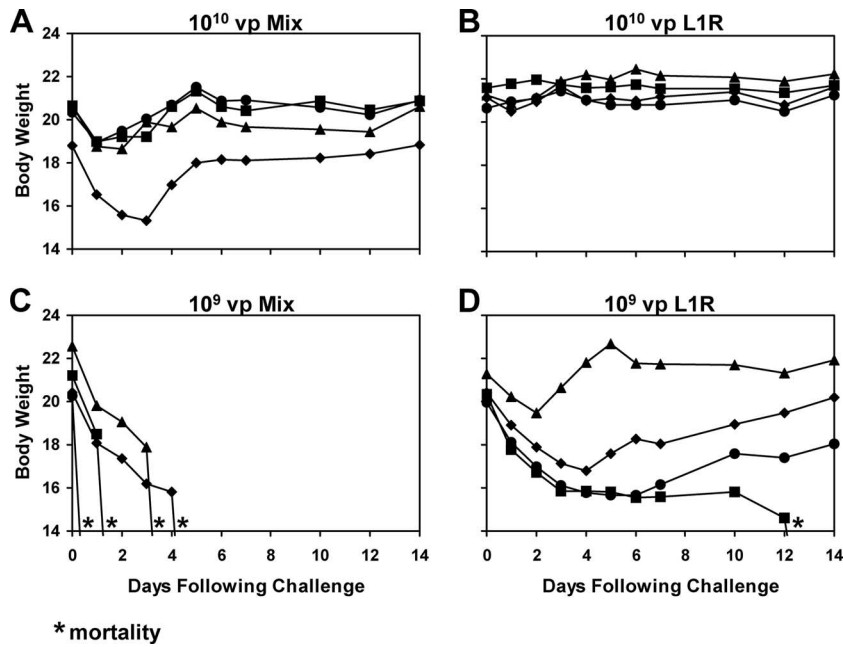 A 10¹⁰ vp Mix
B 10¹⁰ vp L1R
24
22
20
18
16
14
Body Weight
C 10⁹ vp Mix
D 10⁹ vp L1R
24
22
20
18
16
14
Body Weight
* * * *
*
0 2 4 6 8 10 12 14
0 2 4 6 8 10 12 14
Days Following Challenge
Days Following Challenge
* mortality